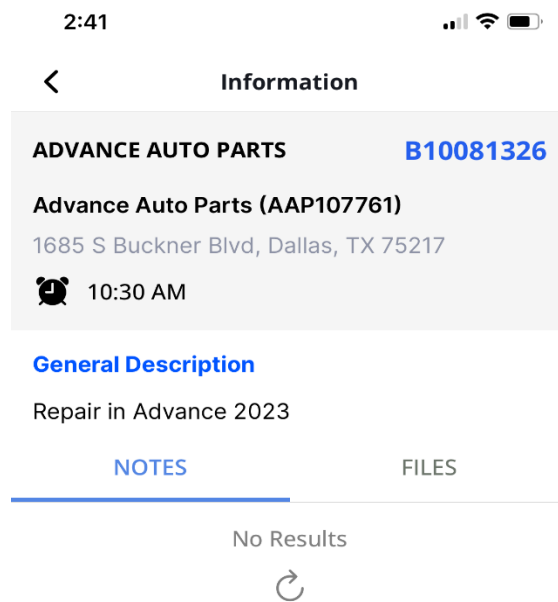 2:41
Information
ADVANCE AUTO PARTS B10081326
Advance Auto Parts (AAP107761)
1685 S Buckner Blvd, Dallas, TX 75217
10:30 AM
General Description
Repair in Advance 2023
NOTES FILES
No Results